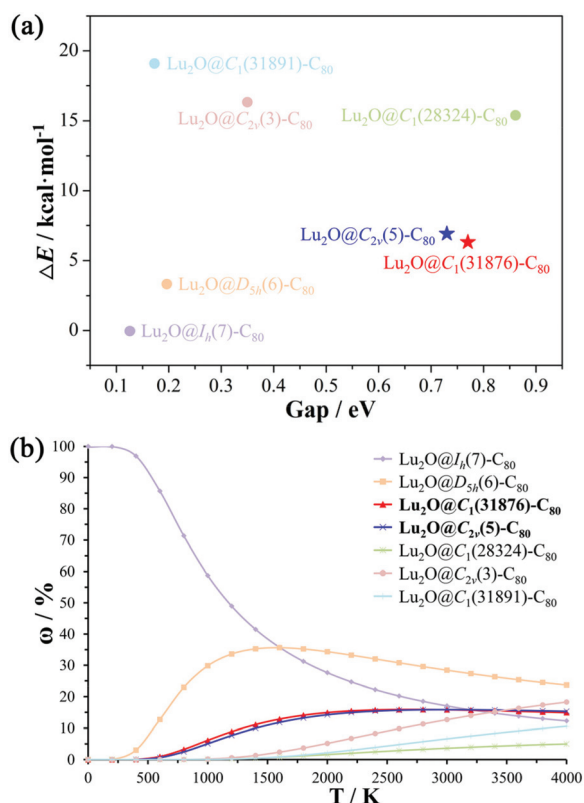 (a)
ΔE / kcal·mol⁻¹
20
15
10
5
0
Lu₂O@C₁(31891)-C₈₀
Lu₂O@C₂ᵥ(3)-C₈₀
Lu₂O@C₁(28324)-C₈₀
Lu₂O@C₂ᵥ(5)-C₈₀
Lu₂O@C₁(31876)-C₈₀
Lu₂O@D₅ₕ(6)-C₈₀
Lu₂O@Iₕ(7)-C₈₀
0.1 0.2 0.3 0.4 0.5 0.6 0.7 0.8 0.9
Gap / eV
(b)
ω / %
100
90
80
70
60
50
40
30
20
10
0
Lu₂O@Iₕ(7)-C₈₀
Lu₂O@D₅ₕ(6)-C₈₀
Lu₂O@C₁(31876)-C₈₀
Lu₂O@C₂ᵥ(5)-C₈₀
Lu₂O@C₁(28324)-C₈₀
Lu₂O@C₂ᵥ(3)-C₈₀
Lu₂O@C₁(31891)-C₈₀
0 500 1000 1500 2000 2500 3000 3500 4000
T / K